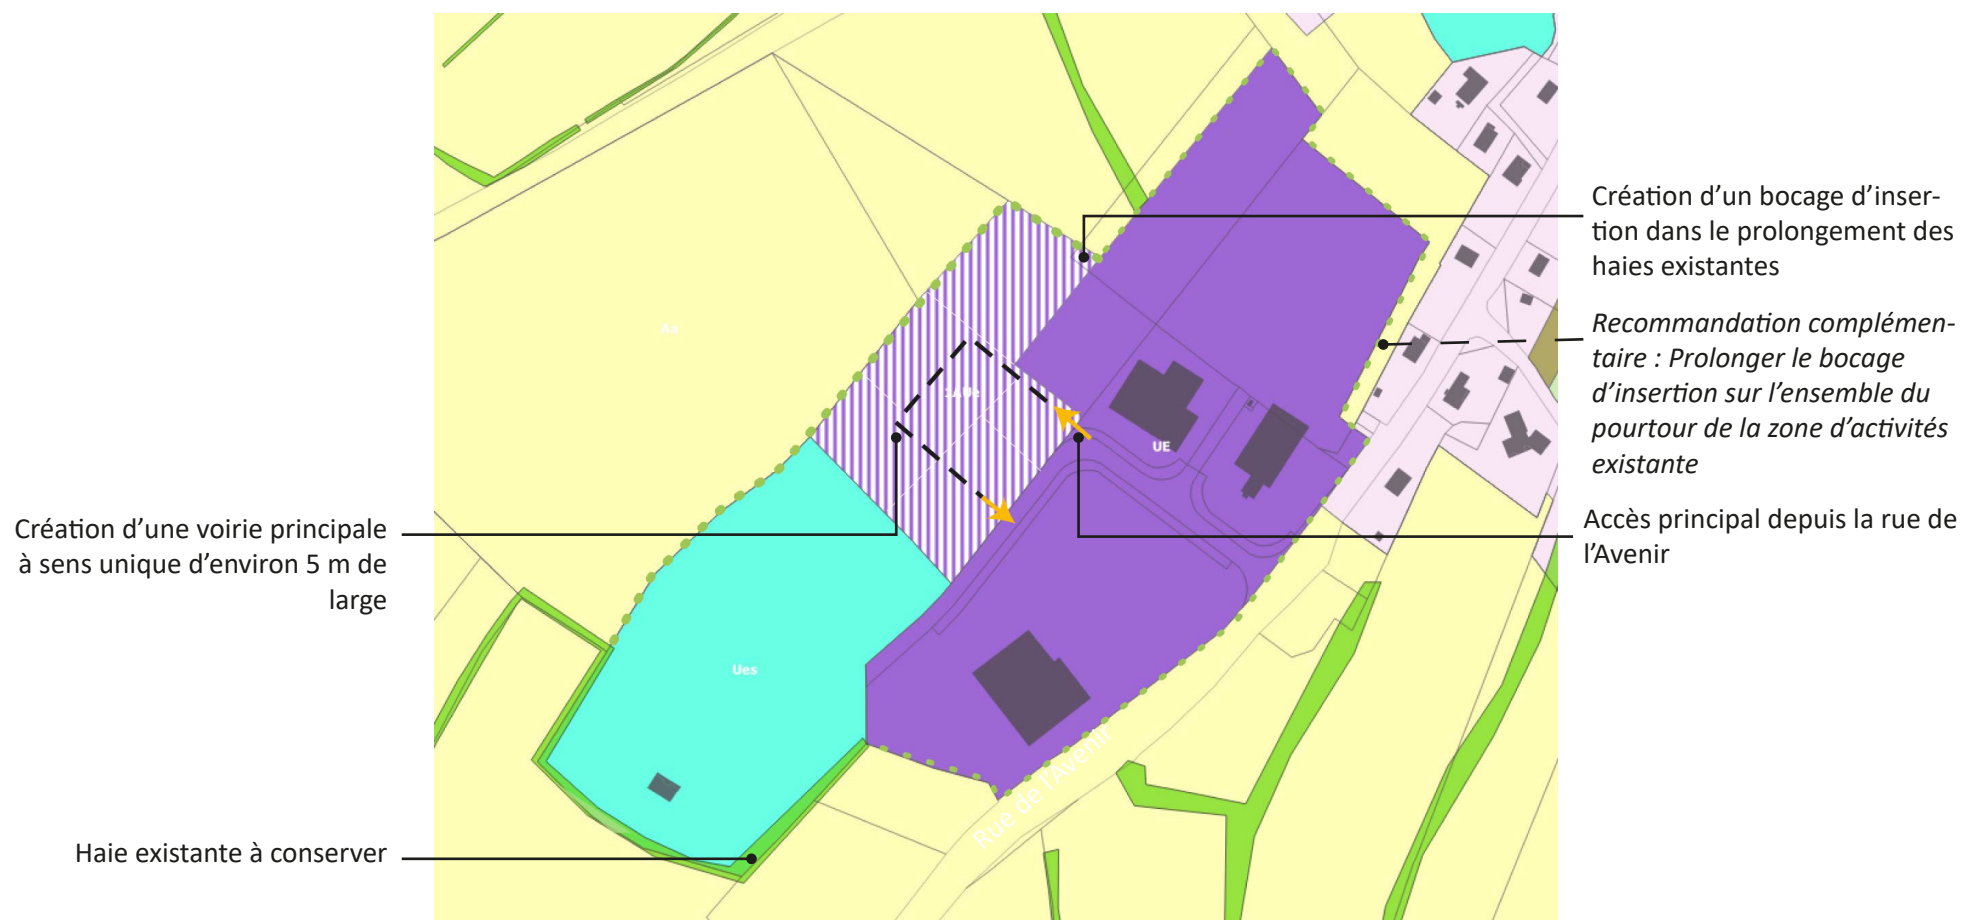 Création d’un bocage d’inser-
tion dans le prolongement des
haies existantes
Recommandation complémen-
taire : Prolonger le bocage
d’insertion sur l’ensemble du
pourtour de la zone d’activités
existante
Accès principal depuis la rue de
l’Avenir
Création d’une voirie principale
à sens unique d’environ 5 m de
large
Haie existante à conserver
Aa
1AUe
UE
Ues
Rue de l’Avenir